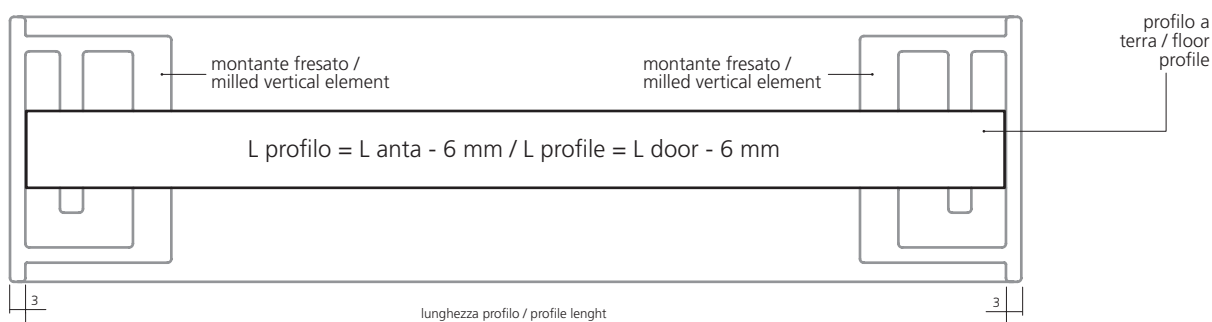 profilo a
terra / floor
profile
montante fresato /
milled vertical element
montante fresato /
milled vertical element
L profilo = L anta - 6 mm / L profile = L door - 6 mm
3
3
lunghezza profilo / profile lenght